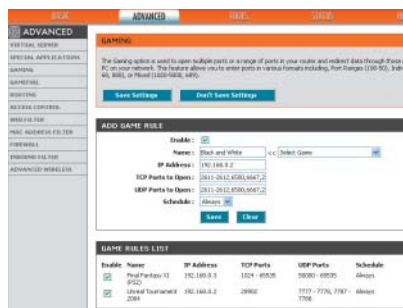 BASIC ADVANCED TOOLS STATUS
ADVANCED
VIRTUAL SERVER
SPECIAL APPLICATIONS
GAMING
GAMEFUEL
ROUTING
ACCESS CONTROL
WEB FILTER
MAC ADDRESS FILTER
FIREWALL
INBOUND FILTER
ADVANCED WIRELESS
GAMING
The Gaming option is used to open multiple ports or a range of ports in your router and redirect data through those
PC on your network. This feature allows you to enter ports in various formats including, Port Ranges (100-50), Indi
68, 888), or Mixed (1020-5000, 689).
Save Settings Don't Save Settings
ADD GAME RULE
Enable :
Name : Black and White << Select Game
IP Address : 192.168.0.2
TCP Ports to Open : 2611-2612,6500,6667,2
UDP Ports to Open : 2611-2612,6500,6667,2
Schedule : Always
Save Clear
GAME RULES LIST
Enable Name IP Address TCP Ports UDP Ports Schedule
Final Fantasy XI (PS2) 192.168.0.3 1024 - 65535 50000 - 65535 Always
Unreal Tournament 2004 192.168.0.2 28902 7777 - 7778, 7787 - 7788 Always